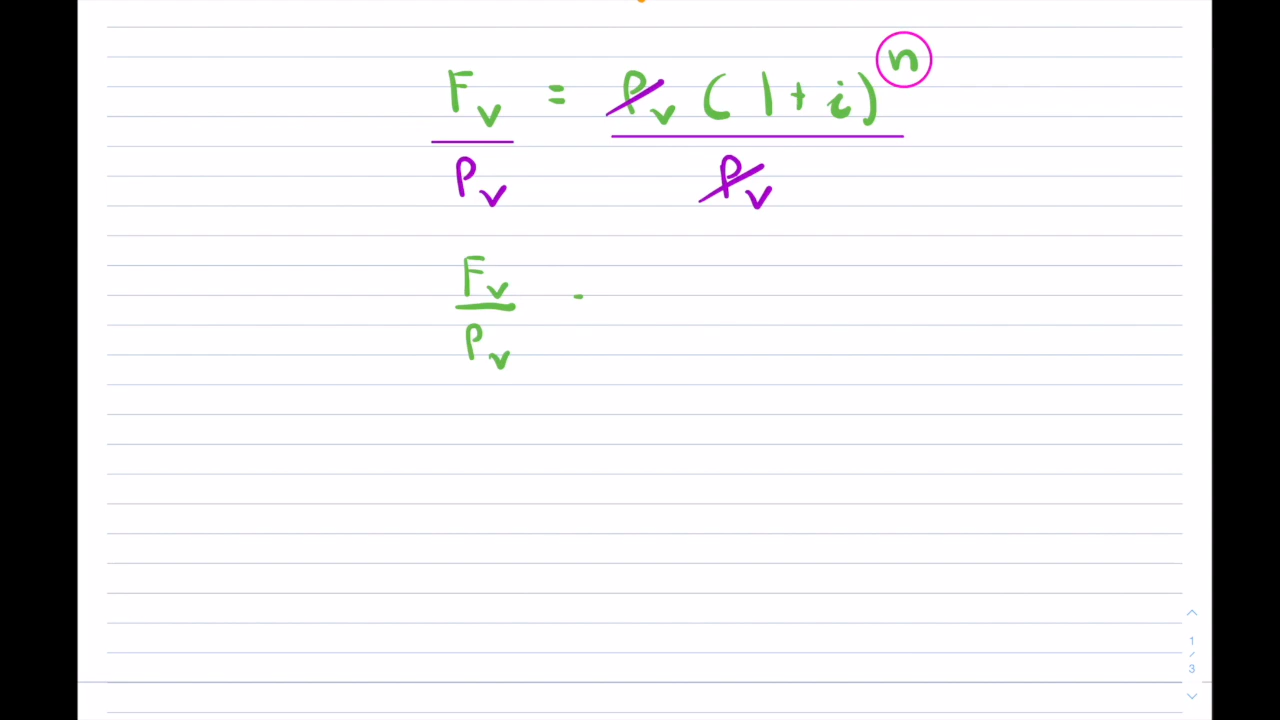 Fv = Pv (1 + i)^n
Pv Pv
Fv -
Pv
1
/
3